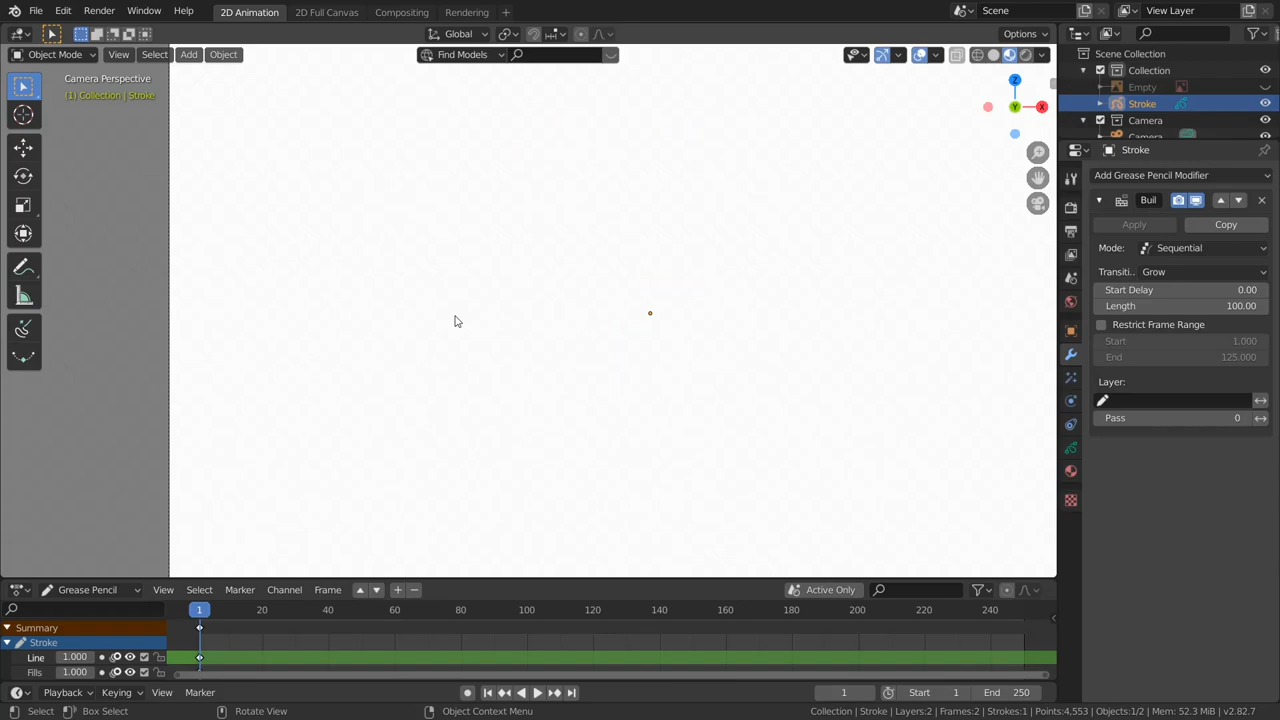 File Edit Render Window Help 2D Animation 2D Full Canvas Compositing Rendering + Scene View Layer
Global Options
Object Mode View Select Add Object Find Models
Camera Perspective
(1) Collection | Stroke
Z
Y X
Scene Collection
Collection
Empty
Stroke
Camera
Camera
Stroke
Add Grease Pencil Modifier
Buil
Apply Copy
Mode: Sequential
Transiti.. Grow
Start Delay 0.00
Length 100.00
Restrict Frame Range
Start 1.000
End 125.000
Layer:
Pass 0
Grease Pencil View Select Marker Channel Frame Active Only
1 20 40 60 80 100 120 140 160 180 200 220 240
Summary
Stroke
Line 1.000
Fills 1.000
Playback Keying View Marker 1 Start 1 End 250
Select Box Select Rotate View Object Context Menu Collection | Stroke | Layers:2 | Frames:2 | Strokes:1 | Points:4,553 | Objects:1/2 | Mem: 52.3 MiB | v2.82.7